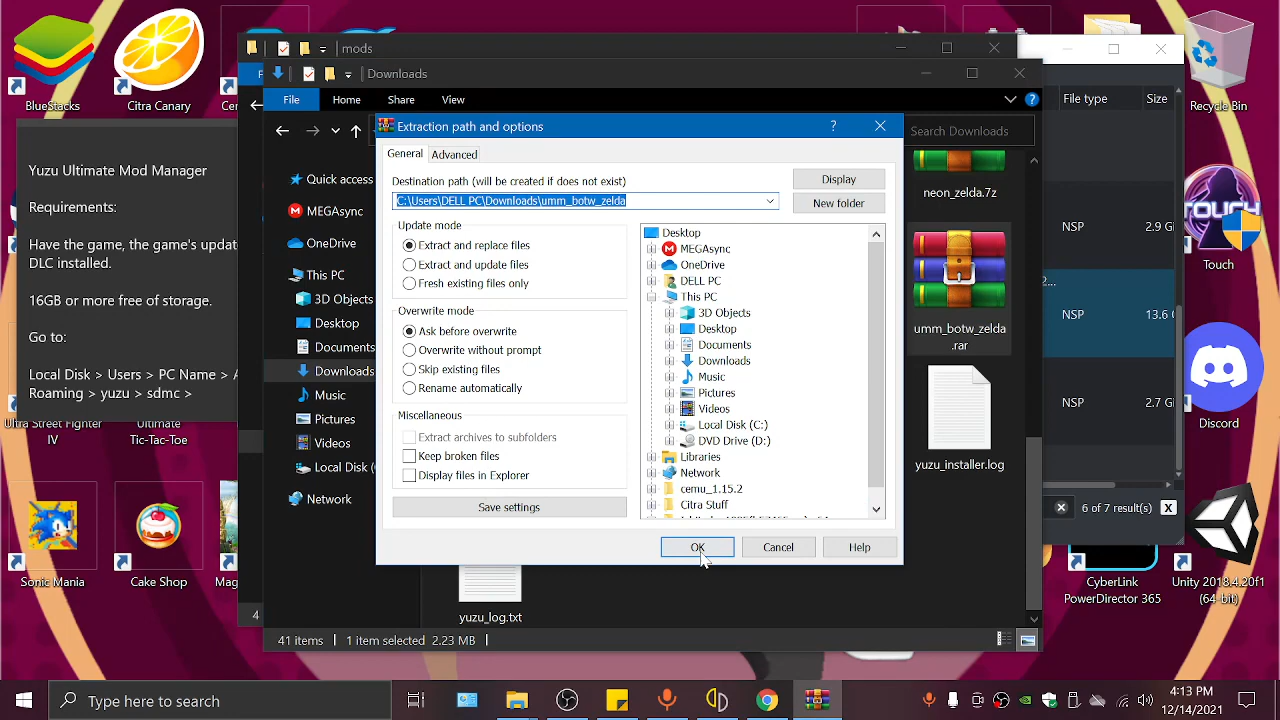 mods
Downloads
File
Home
Share
View
Search Downloads
File type
Size
BlueStacks
Citra Canary
Recycle Bin
Extraction path and options
General
Advanced
Destination path (will be created if does not exist)
Display
C:\Users\DELL PC\Downloads\umm_botw_zelda
New folder
Update mode
Extract and replace files
Extract and update files
Fresh existing files only
Overwrite mode
Ask before overwrite
Overwrite without prompt
Skip existing files
Rename automatically
Miscellaneous
Extract archives to subfolders
Keep broken files
Display files in Explorer
Save settings
Desktop
MEGAsync
OneDrive
DELL PC
This PC
3D Objects
Desktop
Documents
Downloads
Music
Pictures
Videos
Local Disk (C:)
DVD Drive (D:)
Libraries
Network
cemu_1.15.2
Citra Stuff
OK
Cancel
Help
Yuzu Ultimate Mod Manager
Requirements:
Have the game, the game's updat
DLC installed.
16GB or more free of storage.
Go to:
Local Disk > Users > PC Name > A
Roaming > yuzu > sdmc >
Quick access
MEGAsync
OneDrive
This PC
3D Objects
Desktop
Documents
Downloads
Music
Pictures
Videos
Local Disk (
Network
neon_zelda.7z
umm_botw_zelda
.rar
yuzu_installer.log
yuzu_log.txt
NSP
2.9 G
2...
NSP
13.6 G
NSP
2.7 G
6 of 7 result(s)
X
Touch
Discord
Ultra Street Fighter
IV
Ultimate
Tic-Tac-Toe
Sonic Mania
Cake Shop
CyberLink
PowerDirector 365
Unity 2018.4.20f1
(64-bit)
4
41 items
1 item selected 2.23 MB
Type here to search
4:13 PM
12/14/2021